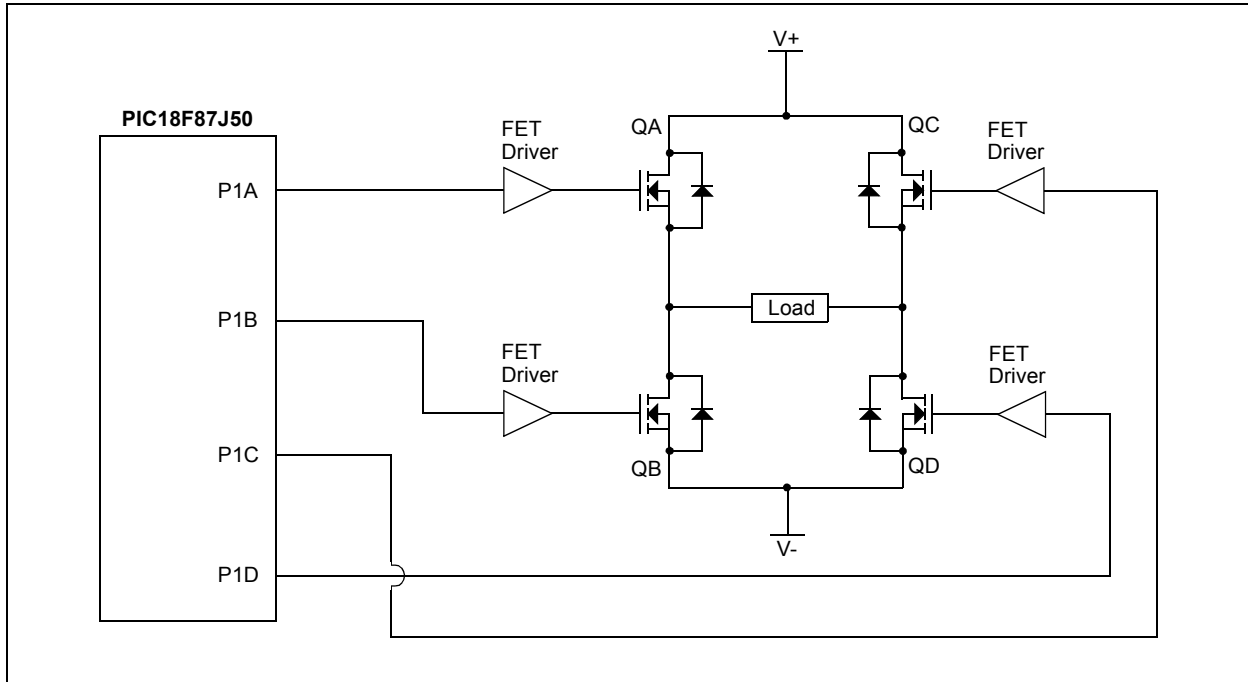 V+
PIC18F87J50
FET
Driver
QA
QC
FET
Driver
P1A
P1B
Load
FET
Driver
FET
Driver
P1C
QB
QD
V-
P1D